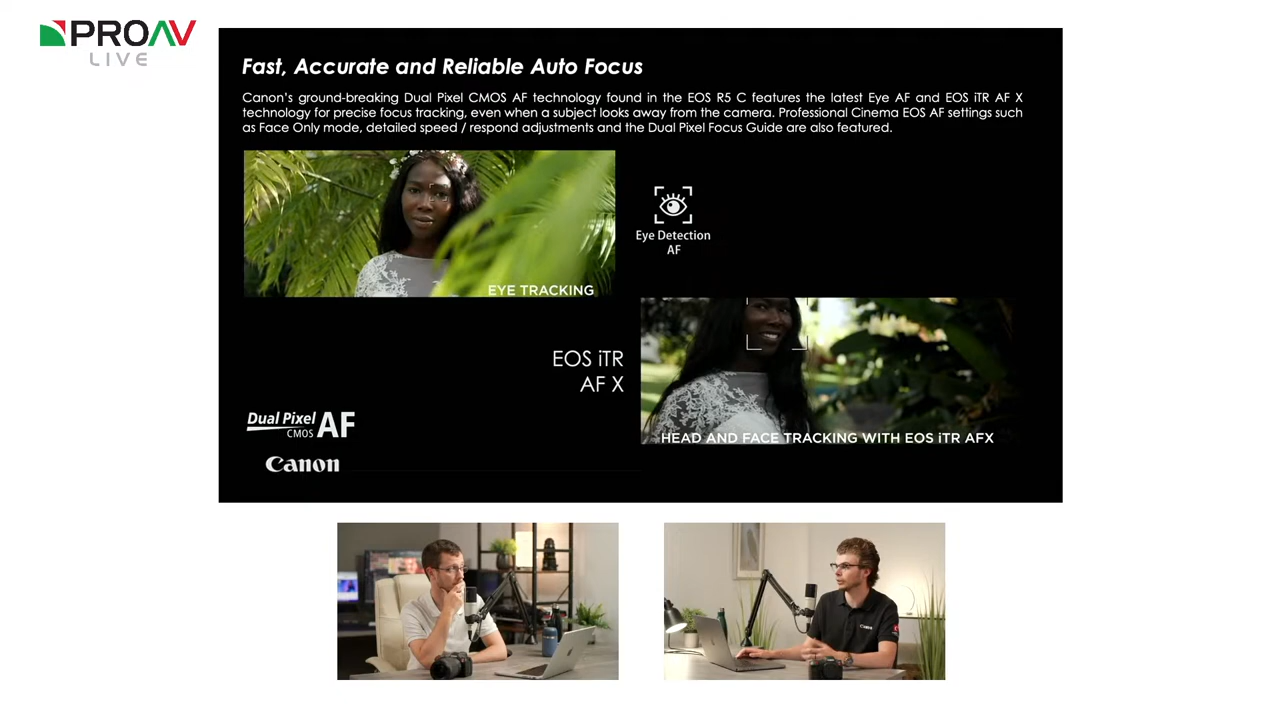 PROAV
LIVE
Fast, Accurate and Reliable Auto Focus
Canon's ground-breaking Dual Pixel CMOS AF technology found in the EOS R5 C features the latest Eye AF and EOS iTR AF X
technology for precise focus tracking, even when a subject looks away from the camera. Professional Cinema EOS AF settings such
as Face Only mode, detailed speed / respond adjustments and the Dual Pixel Focus Guide are also featured.
EYE TRACKING
Eye Detection
AF
EOS iTR
AF X
HEAD AND FACE TRACKING WITH EOS iTR AFX
Dual Pixel
CMOS AF
Canon
Canon